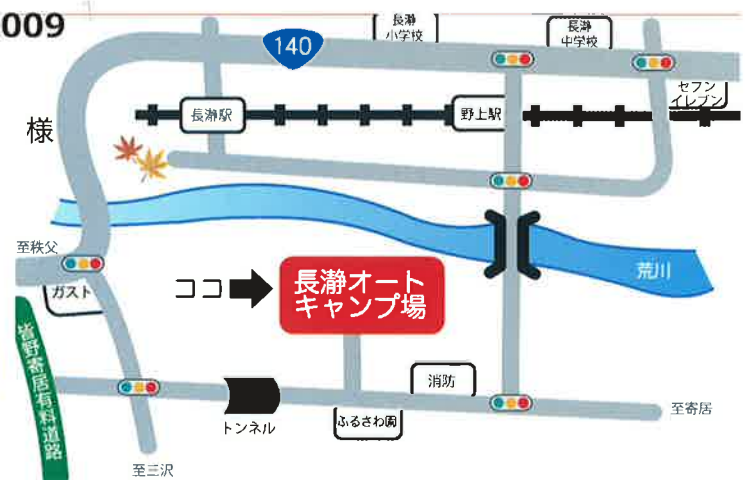 009
長瀞
小学校
長瀞
中学校
140
セブン
イレブン
長瀞駅
野上駅
様
至秩父
荒川
ガスト
ココ
長瀞オート
キャンプ場
皆野寄居有料道路
消防
トンネル
ふるさわ園
至寄居
至三沢